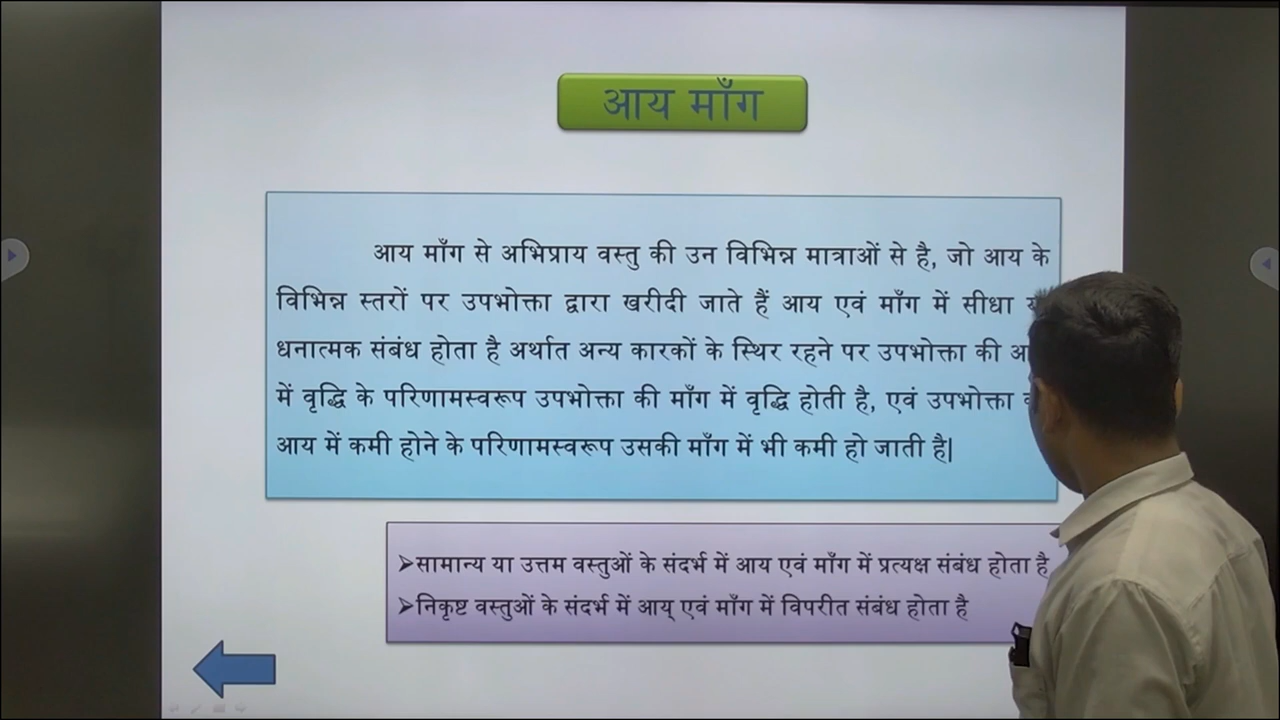 आय माँग
आय माँग से अभिप्राय वस्तु की उन विभिन्न मात्राओं से है, जो आय के
विभिन्न स्तरों पर उपभोक्ता द्वारा खरीदी जाते हैं आय एवं माँग में सीधा
धनात्मक संबंध होता है अर्थात अन्य कारकों के स्थिर रहने पर उपभोक्ता की
में वृद्धि के परिणामस्वरूप उपभोक्ता की माँग में वृद्धि होती है, एवं उपभोक्ता
आय में कमी होने के परिणामस्वरूप उसकी माँग में भी कमी हो जाती है|
➢सामान्य या उत्तम वस्तुओं के संदर्भ में आय एवं माँग में प्रत्यक्ष संबंध होता है
➢निकृष्ट वस्तुओं के संदर्भ में आय् एवं माँग में विपरीत संबंध होता है